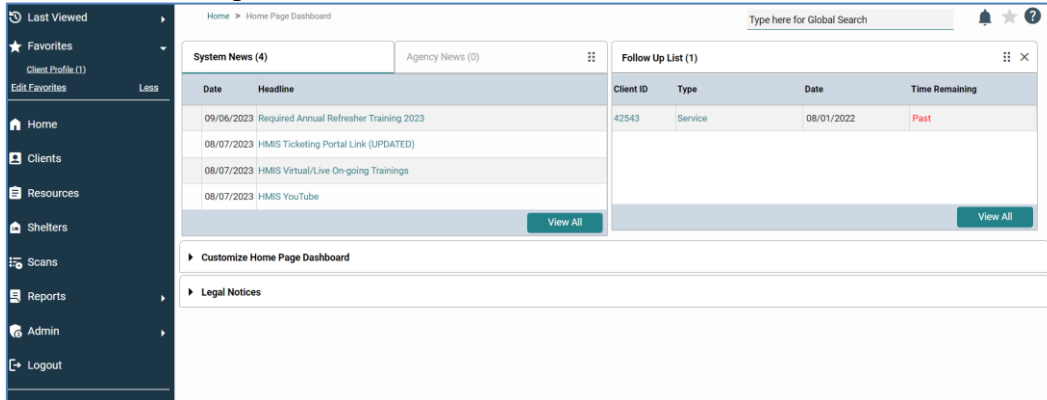 Last Viewed
Favorites
Client Profile (1)
Edit Favorites Less
Home
Clients
Resources
Shelters
Scans
Reports
Admin
Logout
Home > Home Page Dashboard
Type here for Global Search
System News (4) Agency News (0)
Date Headline
09/06/2023 Required Annual Refresher Training 2023
08/07/2023 HMIS Ticketing Portal Link (UPDATED)
08/07/2023 HMIS Virtual/Live On-going Trainings
08/07/2023 HMIS YouTube
View All
Follow Up List (1)
Client ID Type Date Time Remaining
42543 Service 08/01/2022 Past
View All
Customize Home Page Dashboard
Legal Notices